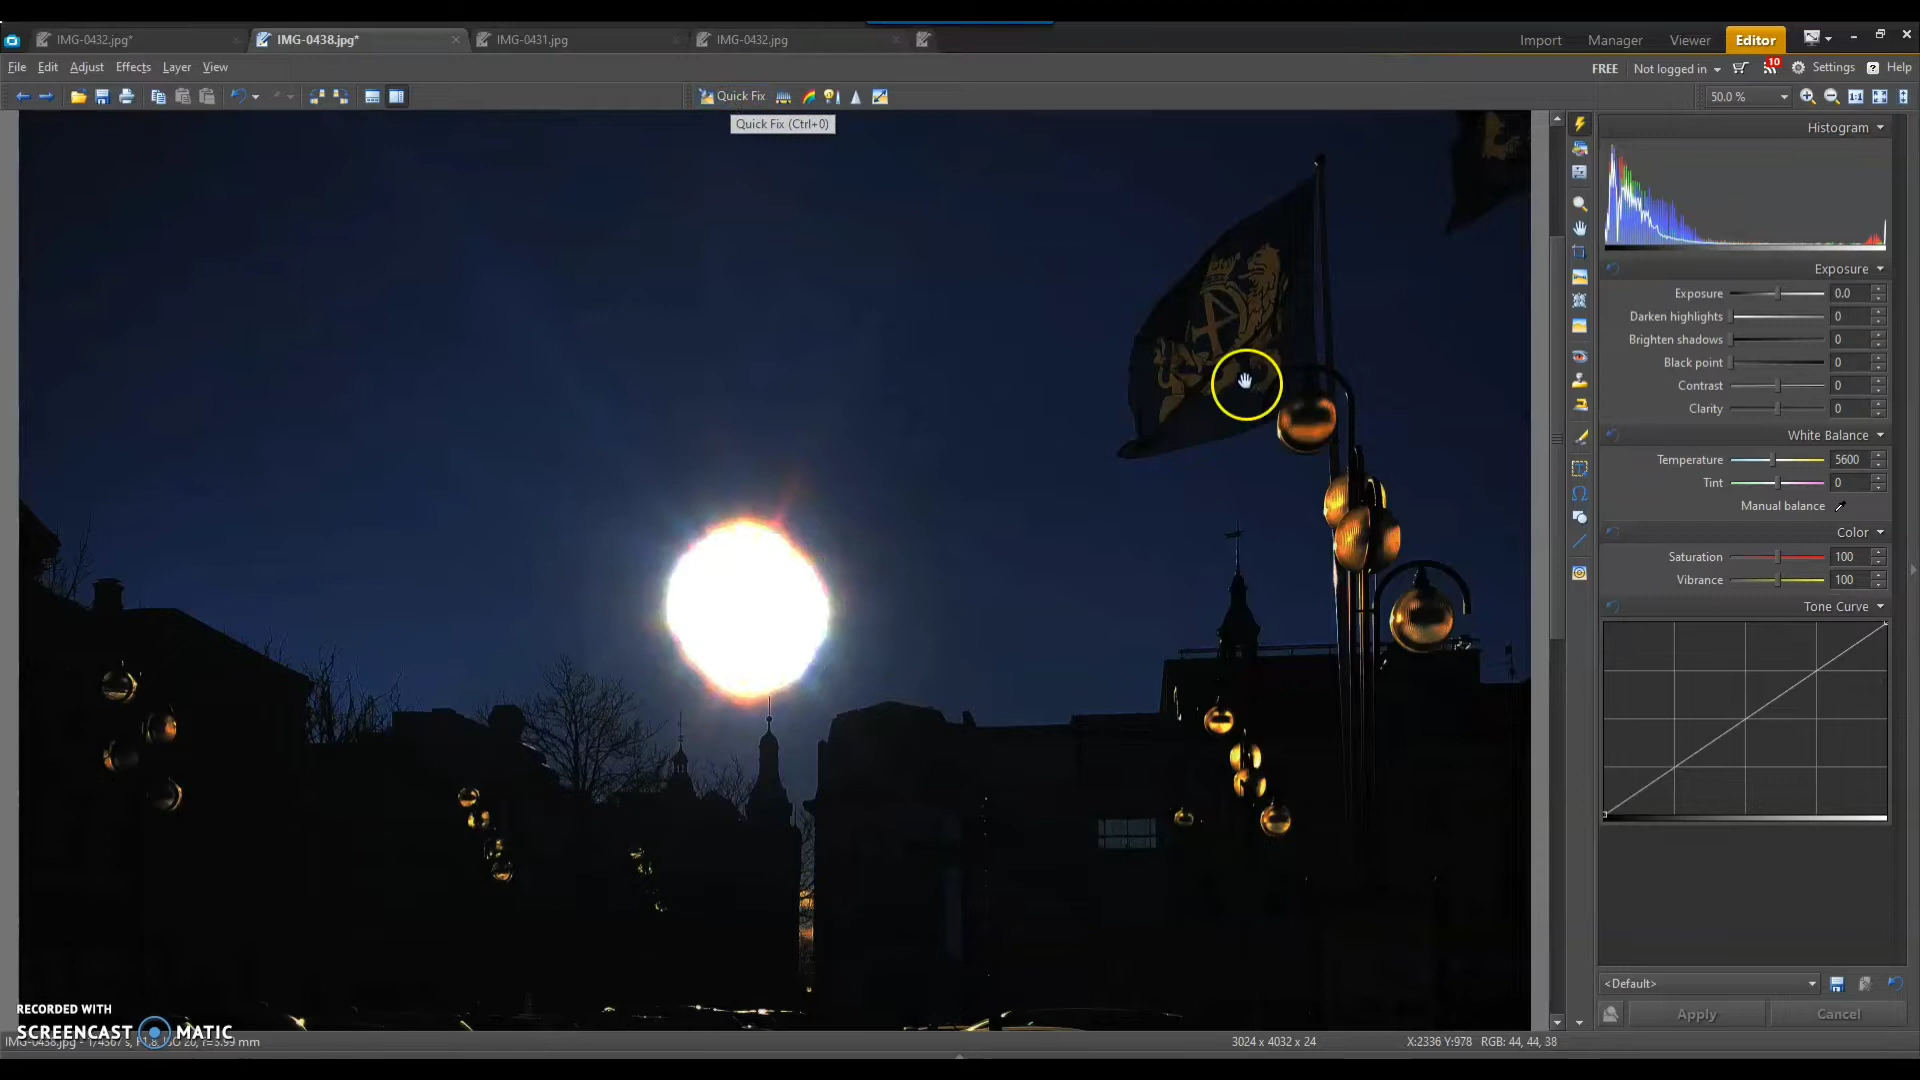 IMG-0432.jpg*
IMG-0438.jpg*
IMG-0431.jpg
IMG-0432.jpg
Import
Manager
Viewer
Editor
File
Edit
Adjust
Effects
Layer
View
FREE
Not logged in
10
Settings
Help
Quick Fix
50.0 %
1:1
Quick Fix (Ctrl+0)
Histogram
Exposure
Exposure 0.0
Darken highlights 0
Brighten shadows 0
Black point 0
Contrast 0
Clarity 0
White Balance
Temperature 5600
Tint 0
Manual balance
Color
Saturation 100
Vibrance 100
Tone Curve
<Default>
Apply
Cancel
RECORDED WITH
SCREENCAST MATIC
3024 x 4032 x 24
X:2336 Y:978
RGB: 44, 44, 38